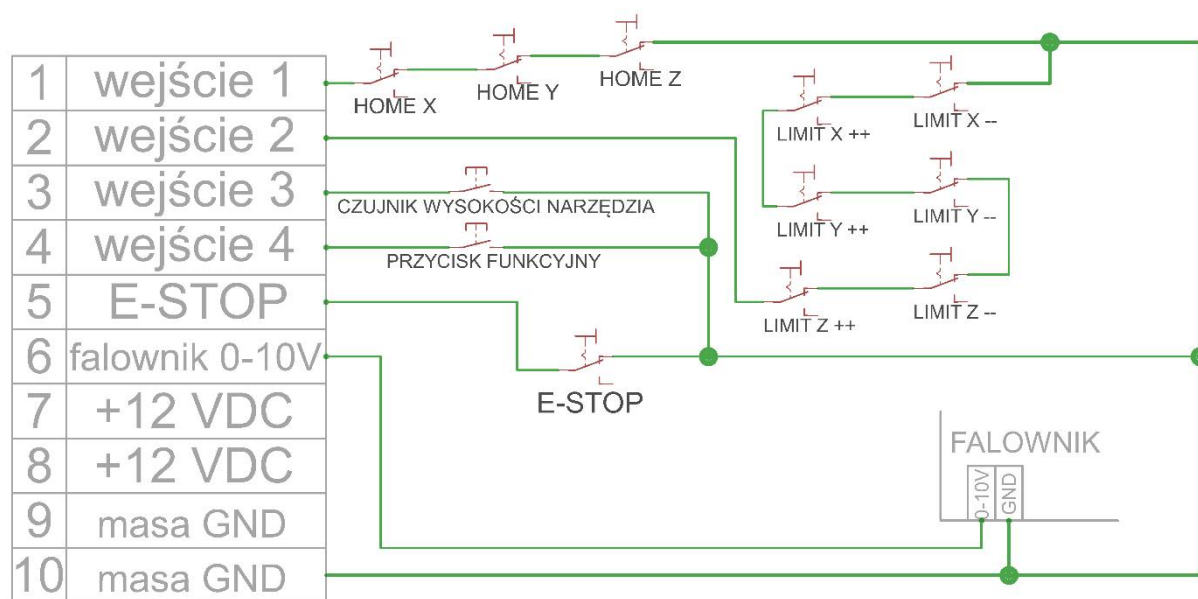 1 wejście 1
2 wejście 2
3 wejście 3
4 wejście 4
5 E-STOP
6 falownik 0-10V
7 +12 VDC
8 +12 VDC
9 masa GND
10 masa GND
HOME X
HOME Y
HOME Z
LIMIT X ++
LIMIT X --
LIMIT Y ++
LIMIT Y --
LIMIT Z ++
LIMIT Z --
CZUJNIK WYSOKOŚCI NARZĘDZIA
PRZYCISK FUNKCYJNY
E-STOP
FALOWNIK
0-10V
GND